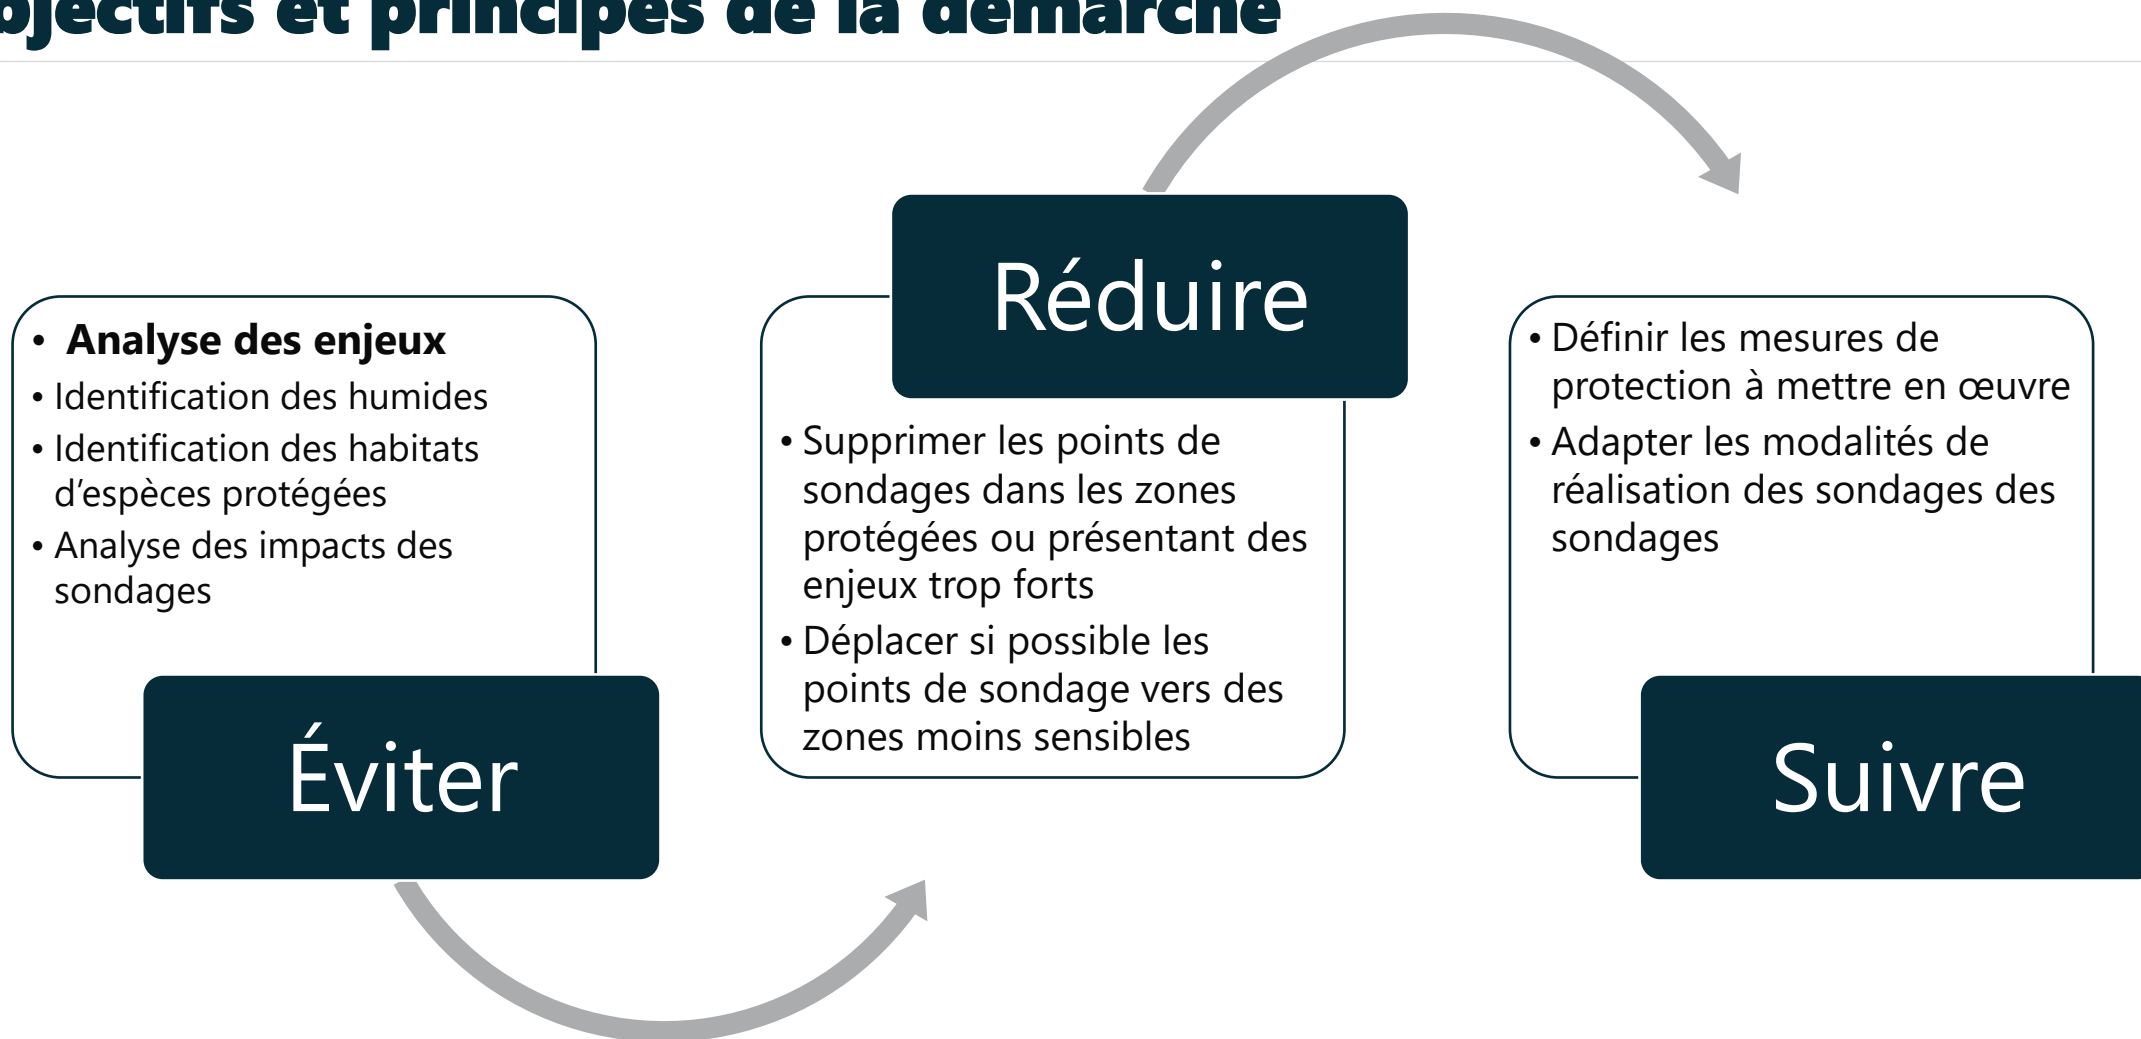 bjectifs et principes de la démarche
• Analyse des enjeux
• Identification des humides
• Identification des habitats
d'espèces protégées
• Analyse des impacts des
sondages
Éviter
Réduire
• Supprimer les points de
sondages dans les zones
protégées ou présentant des
enjeux trop forts
• Déplacer si possible les
points de sondage vers des
zones moins sensibles
• Définir les mesures de
protection à mettre en œuvre
• Adapter les modalités de
réalisation des sondages des
sondages
Suivre